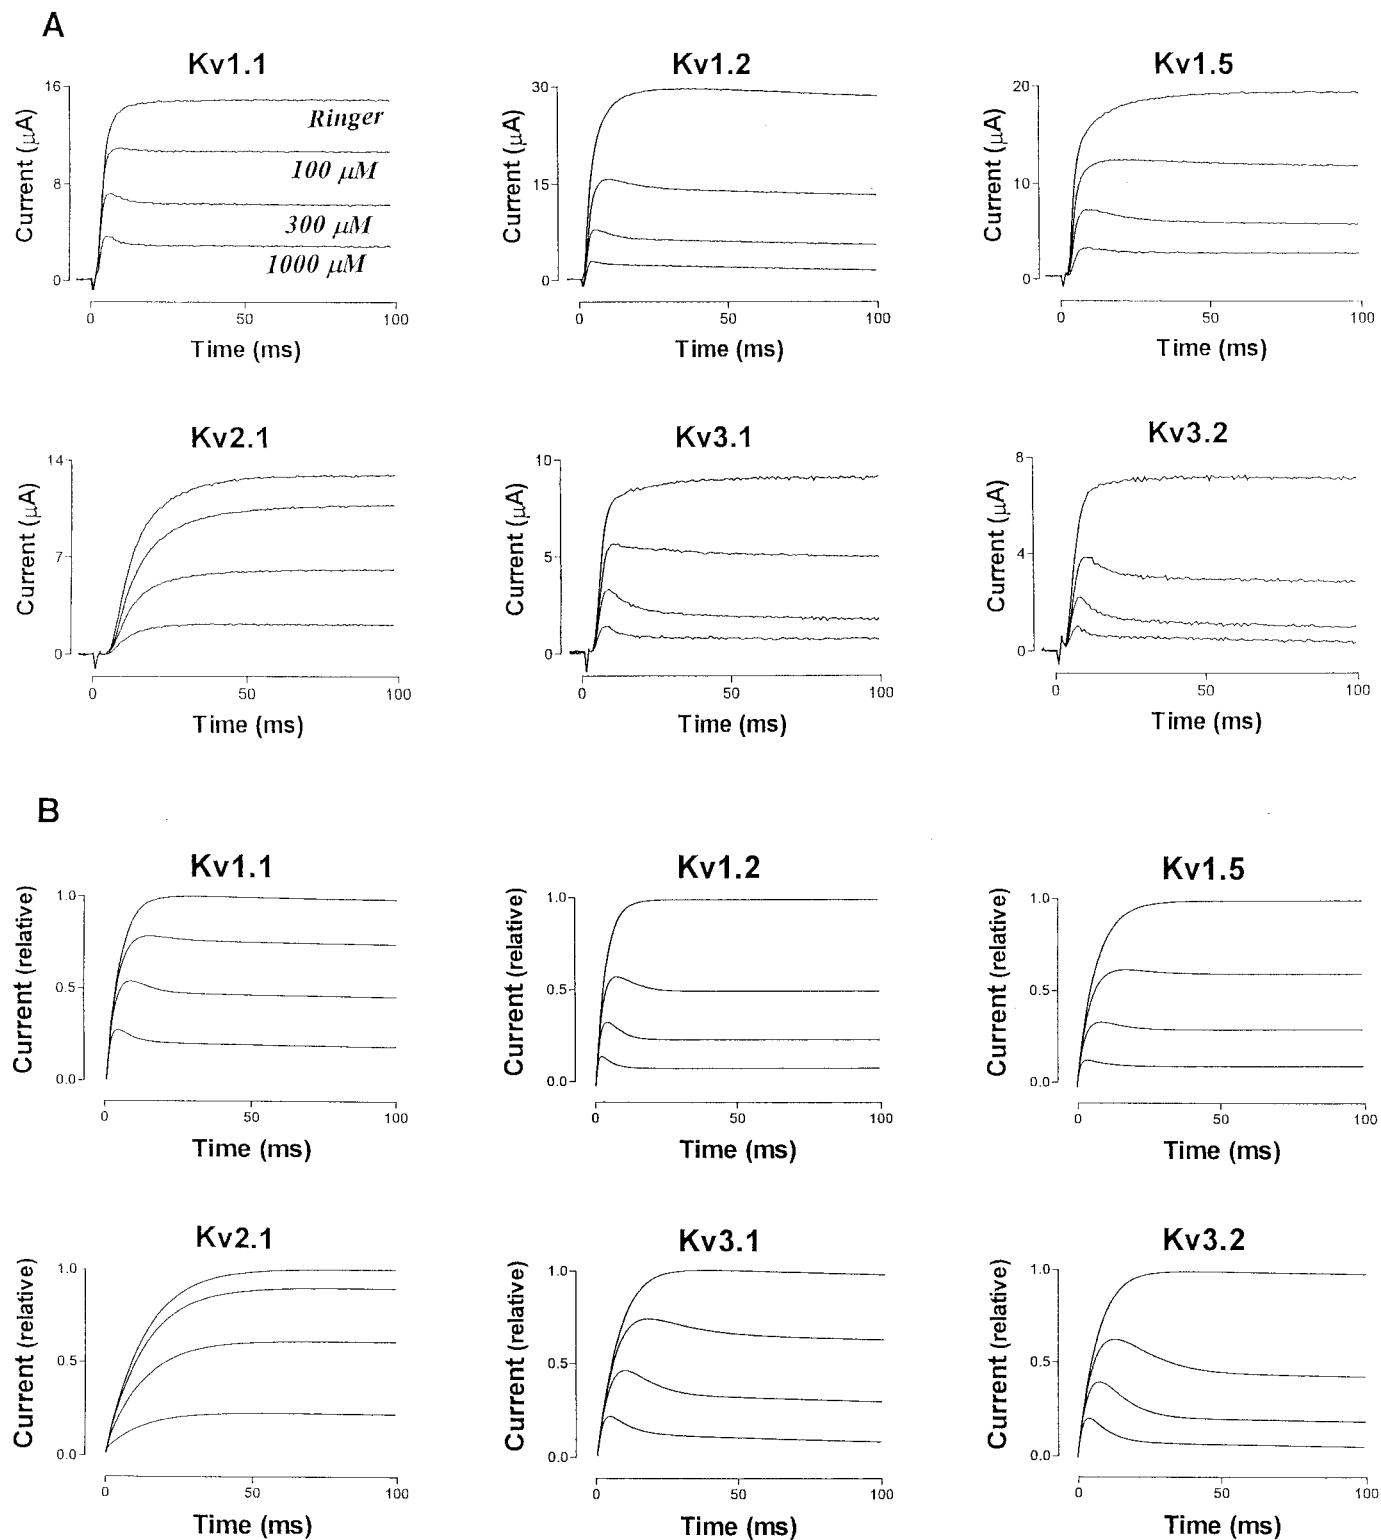 A
Kv1.1 Kv1.2 Kv1.5
16 30 20
Ringer
100 μM
8 15 10
300 μM
1000 μM
0 0 0
Current (μA) Current (μA) Current (μA)
0 50 100 0 50 100 0 50 100
Time (ms) Time (ms) Time (ms)
Kv2.1 Kv3.1 Kv3.2
14 10 8
7 5 4
0 0 0
Current (μA) Current (μA) Current (μA)
0 50 100 0 50 100 0 50 100
Time (ms) Time (ms) Time (ms)
B
Kv1.1 Kv1.2 Kv1.5
1.0 1.0 1.0
0.5 0.5 0.5
0.0 0.0 0.0
Current (relative) Current (relative) Current (relative)
0 50 100 0 50 100 0 50 100
Time (ms) Time (ms) Time (ms)
Kv2.1 Kv3.1 Kv3.2
1.0 1.0 1.0
0.5 0.5 0.5
0.0 0.0 0.0
Current (relative) Current (relative) Current (relative)
0 50 100 0 50 100 0 50 100
Time (ms) Time (ms) Time (ms)